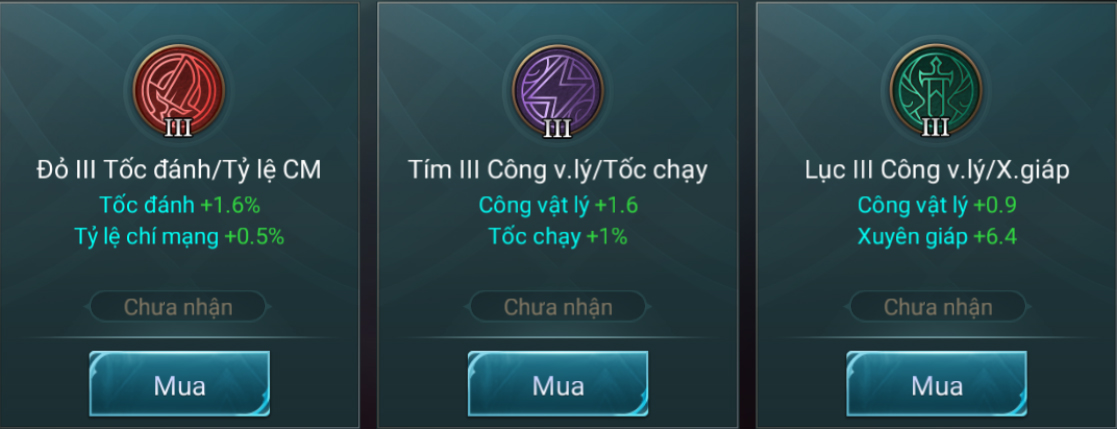 III
Đỏ III Tốc đánh/Tỷ lệ CM
Tốc đánh +1.6%
Tỷ lệ chí mạng +0.5%
Chưa nhận
Mua
III
Tím III Công v.lý/Tốc chạy
Công vật lý +1.6
Tốc chạy +1%
Chưa nhận
Mua
III
Lục III Công v.lý/X.giáp
Công vật lý +0.9
Xuyên giáp +6.4
Chưa nhận
Mua